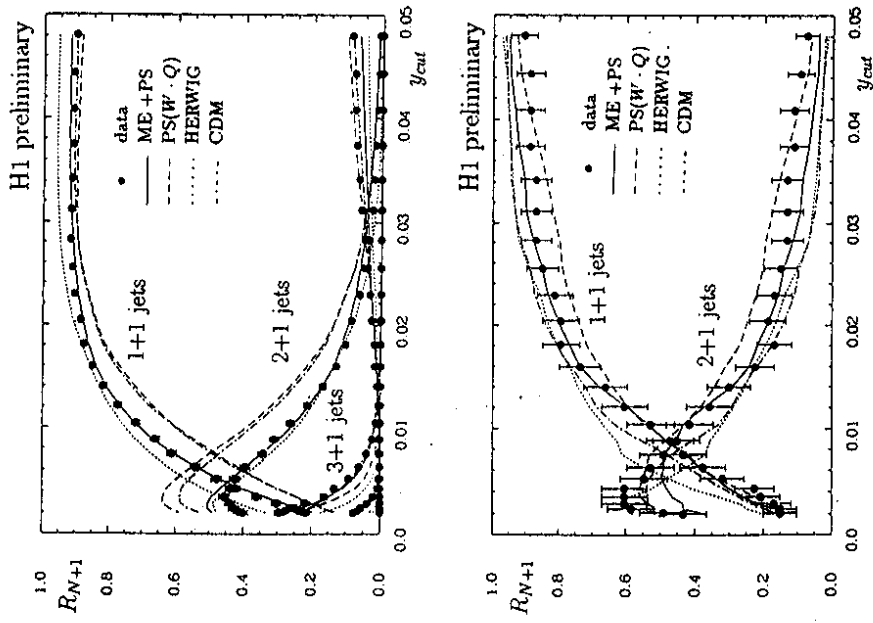 H1 preliminary
R_{N+1}
1.0
0.8
0.6
0.4
0.2
0.0
data
ME +PS
PS(W · Q)
HERWIG
CDM
1+1 jets
2+1 jets
3+1 jets
0.0 0.01 0.02 0.03 0.04 0.05
y_{cut}
H1 preliminary
R_{N+1}
1.0
0.8
0.6
0.4
0.2
data
ME +PS
PS(W · Q)
HERWIG
CDM
1+1 jets
2+1 jets
0.0 0.01 0.02 0.03 0.04 0.05
y_{cut}